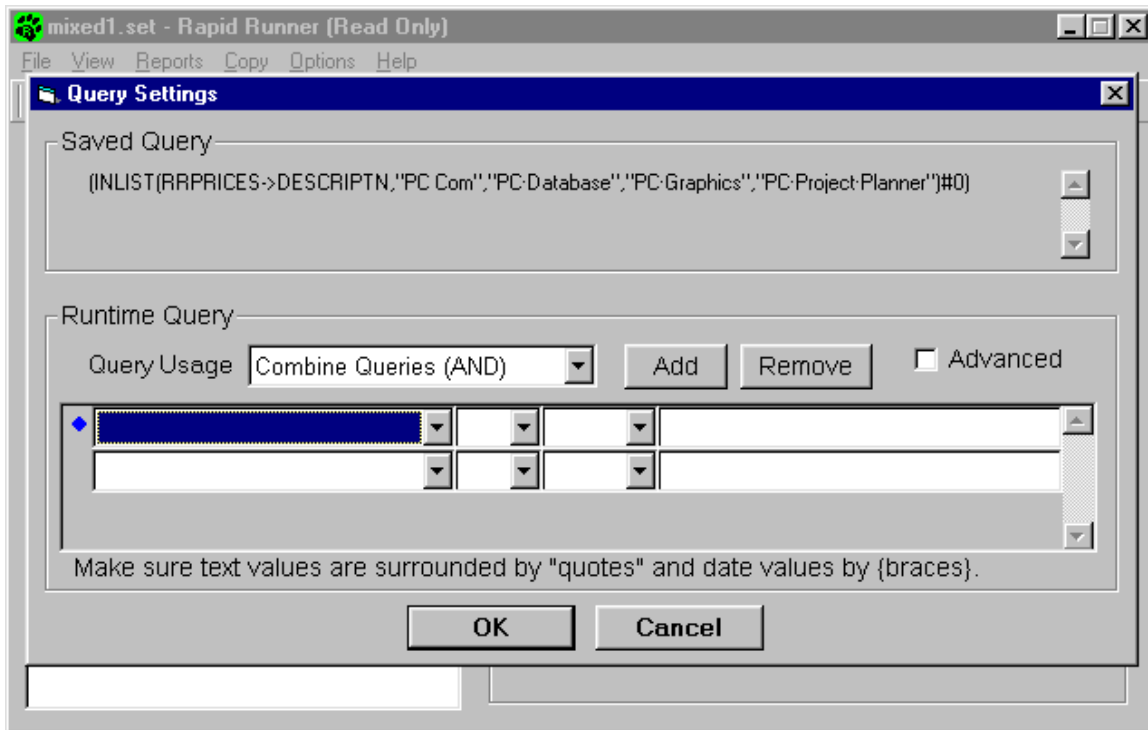 mixed1.set - Rapid Runner (Read Only)
File View Reports Copy Options Help
Query Settings
Saved Query
(INLIST(RRPRICES->DESCRIPTN,"PC Com","PC·Database","PC·Graphics","PC·Project·Planner")#0)
Runtime Query
Query Usage Combine Queries (AND) Add Remove Advanced
Make sure text values are surrounded by "quotes" and date values by {braces}.
OK Cancel